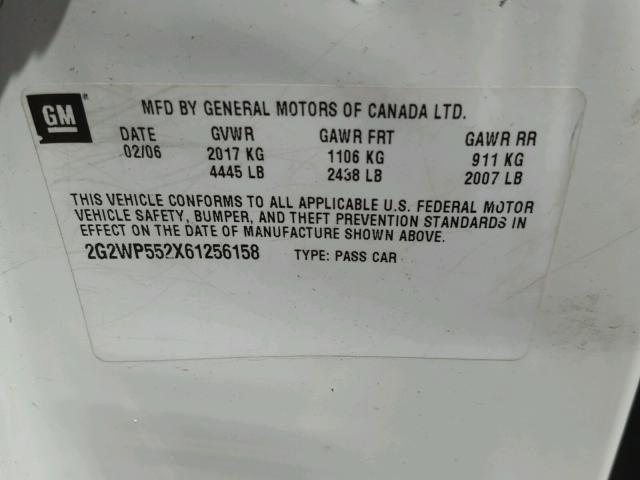 GM
MFD BY GENERAL MOTORS OF CANADA LTD.
DATE GVWR GAWR FRT GAWR RR
02/06 2017 KG 1106 KG 911 KG
4445 LB 2438 LB 2007 LB
THIS VEHICLE CONFORMS TO ALL APPLICABLE U.S. FEDERAL MOTOR
VEHICLE SAFETY, BUMPER, AND THEFT PREVENTION STANDARDS IN
EFFECT ON THE DATE OF MANUFACTURE SHOWN ABOVE.
2G2WP552X61256158 TYPE: PASS CAR